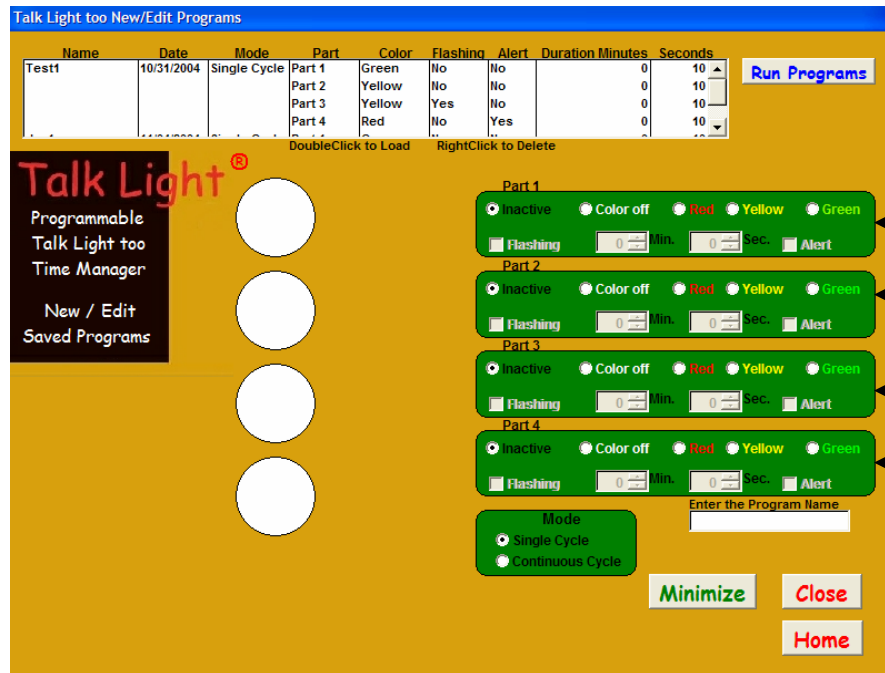 Talk Light too New/Edit Programs
Name Date Mode Part Color Flashing Alert Duration Minutes Seconds
Test1 10/31/2004 Single Cycle Part 1 Green No No 0 10
Part 2 Yellow No No 0 10
Part 3 Yellow Yes No 0 10
Part 4 Red No Yes 0 10
Run Programs
DoubleClick to Load RightClick to Delete
Talk Light ®
Programmable
Talk Light too
Time Manager
New / Edit
Saved Programs
Part 1
Inactive Color off Red Yellow Green
Flashing 0 Min. 0 Sec. Alert
Part 2
Inactive Color off Red Yellow Green
Flashing 0 Min. 0 Sec. Alert
Part 3
Inactive Color off Red Yellow Green
Flashing 0 Min. 0 Sec. Alert
Part 4
Inactive Color off Red Yellow Green
Flashing 0 Min. 0 Sec. Alert
Enter the Program Name
Mode
Single Cycle
Continuous Cycle
Minimize Close
Home